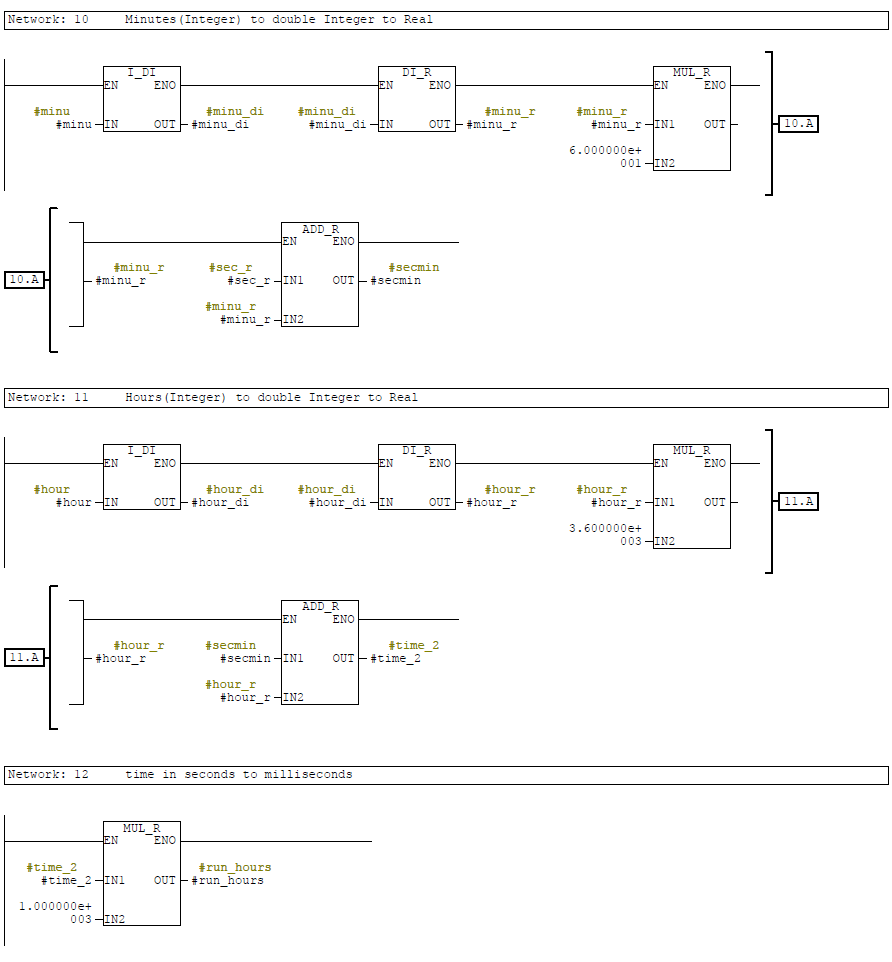 Network: 10 Minutes(Integer) to double Integer to Real
I_DI DI_R MUL_R
EN ENO EN ENO EN ENO
#minu #minu_di #minu_di #minu_r #minu_r
#minu IN OUT #minu_di #minu_di IN OUT #minu_r #minu_r IN1 OUT 10.A
6.000000e+
001 IN2
ADD_R
EN ENO
#minu_r #sec_r #secmin
10.A #minu_r #sec_r IN1 OUT #secmin
#minu_r
#minu_r IN2
Network: 11 Hours(Integer) to double Integer to Real
I_DI DI_R MUL_R
EN ENO EN ENO EN ENO
#hour #hour_di #hour_di #hour_r #hour_r
#hour IN OUT #hour_di #hour_di IN OUT #hour_r #hour_r IN1 OUT 11.A
3.600000e+
003 IN2
ADD_R
EN ENO
#hour_r #secmin #time_2
11.A #hour_r #secmin IN1 OUT #time_2
#hour_r
#hour_r IN2
Network: 12 time in seconds to milliseconds
MUL_R
EN ENO
#time_2 #run_hours
#time_2 IN1 OUT #run_hours
1.000000e+
003 IN2